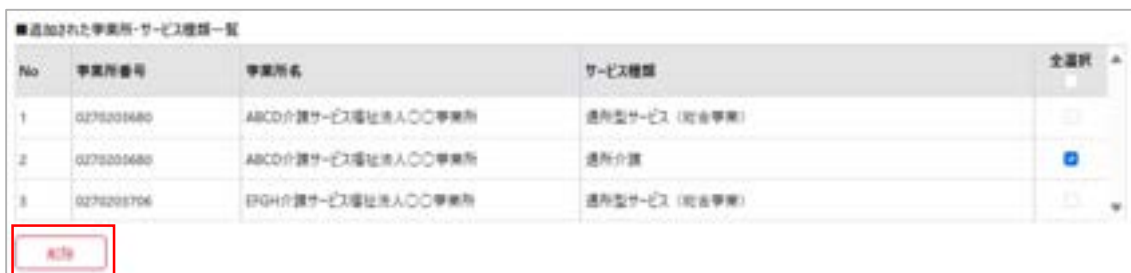 ■追加された事業所・サービス種類一覧
No 事業所番号 事業所名 サービス種類 全選択
1 0270203680 ABCD介護サービス福祉法人〇〇事業所 通所型サービス（総合事業）
2 0270203680 ABCD介護サービス福祉法人〇〇事業所 通所介護
3 0270203706 EFGH介護サービス福祉法人〇〇事業所 通所型サービス（総合事業）
削除